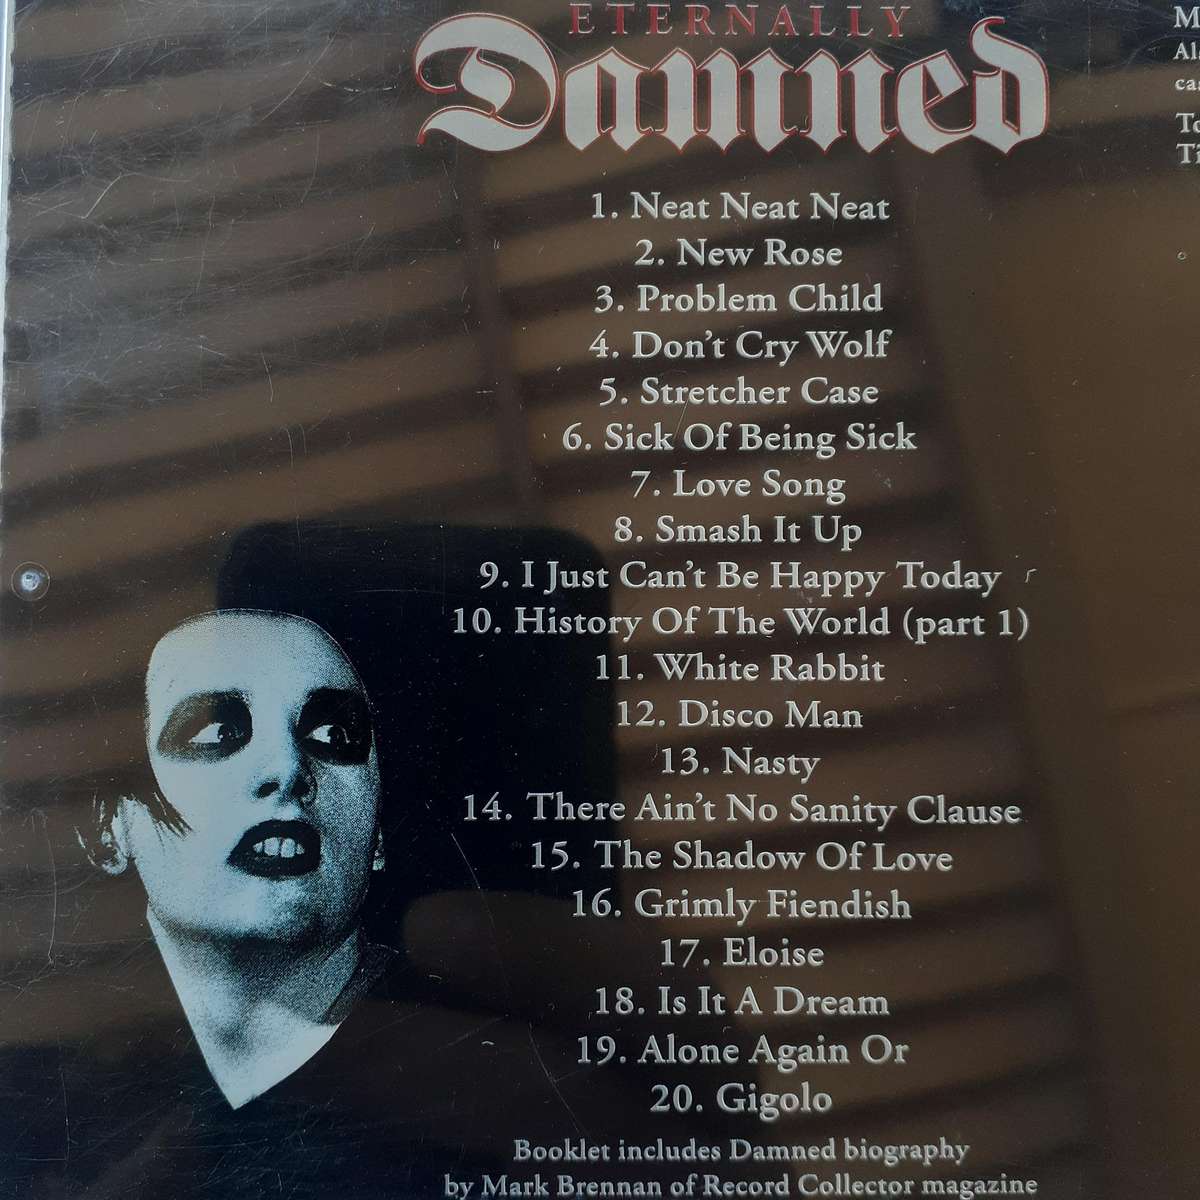 ETERNALLY
Damned
1. Neat Neat Neat
2. New Rose
3. Problem Child
4. Don't Cry Wolf
5. Stretcher Case
6. Sick Of Being Sick
7. Love Song
8. Smash It Up
9. I Just Can't Be Happy Today
10. History Of The World (part 1)
11. White Rabbit
12. Disco Man
13. Nasty
14. There Ain't No Sanity Clause
15. The Shadow Of Love
16. Grimly Fiendish
17. Eloise
18. Is It A Dream
19. Alone Again Or
20. Gigolo
Booklet includes Damned biography
by Mark Brennan of Record Collector magazine